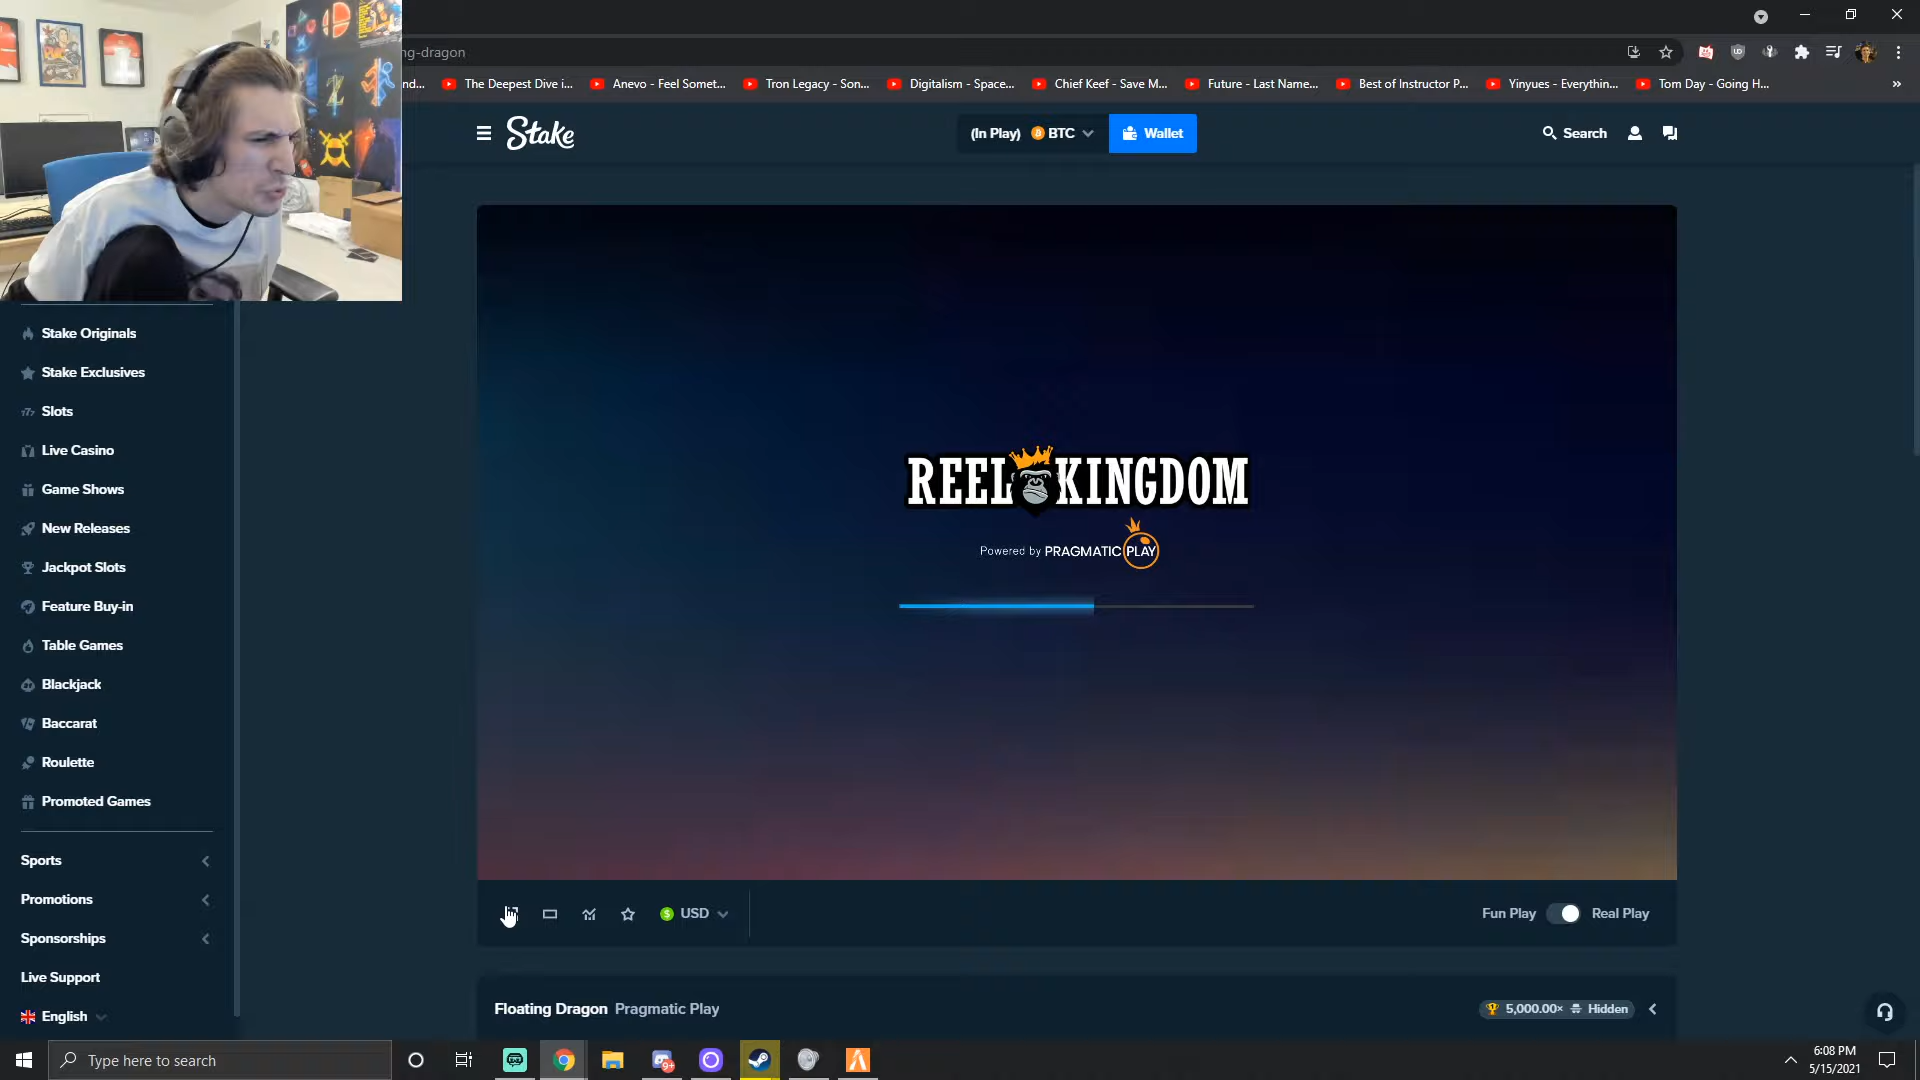 ng-dragon
nd...
The Deepest Dive i...
Anevo - Feel Somet...
Tron Legacy - Son...
Digitalism - Space...
Chief Keef - Save M...
Future - Last Name...
Best of Instructor P...
Yinyues - Everythin...
Tom Day - Going H...
»
Stake
(In Play) BTC
Wallet
Search
Stake Originals
Stake Exclusives
Slots
Live Casino
Game Shows
New Releases
Jackpot Slots
Feature Buy-in
Table Games
Blackjack
Baccarat
Roulette
Promoted Games
Sports
Promotions
Sponsorships
Live Support
English
REEL KINGDOM
Powered by PRAGMATIC PLAY
USD
Fun Play
Real Play
Floating Dragon Pragmatic Play
5,000.00× Hidden
Type here to search
9+
6:08 PM
5/15/2021